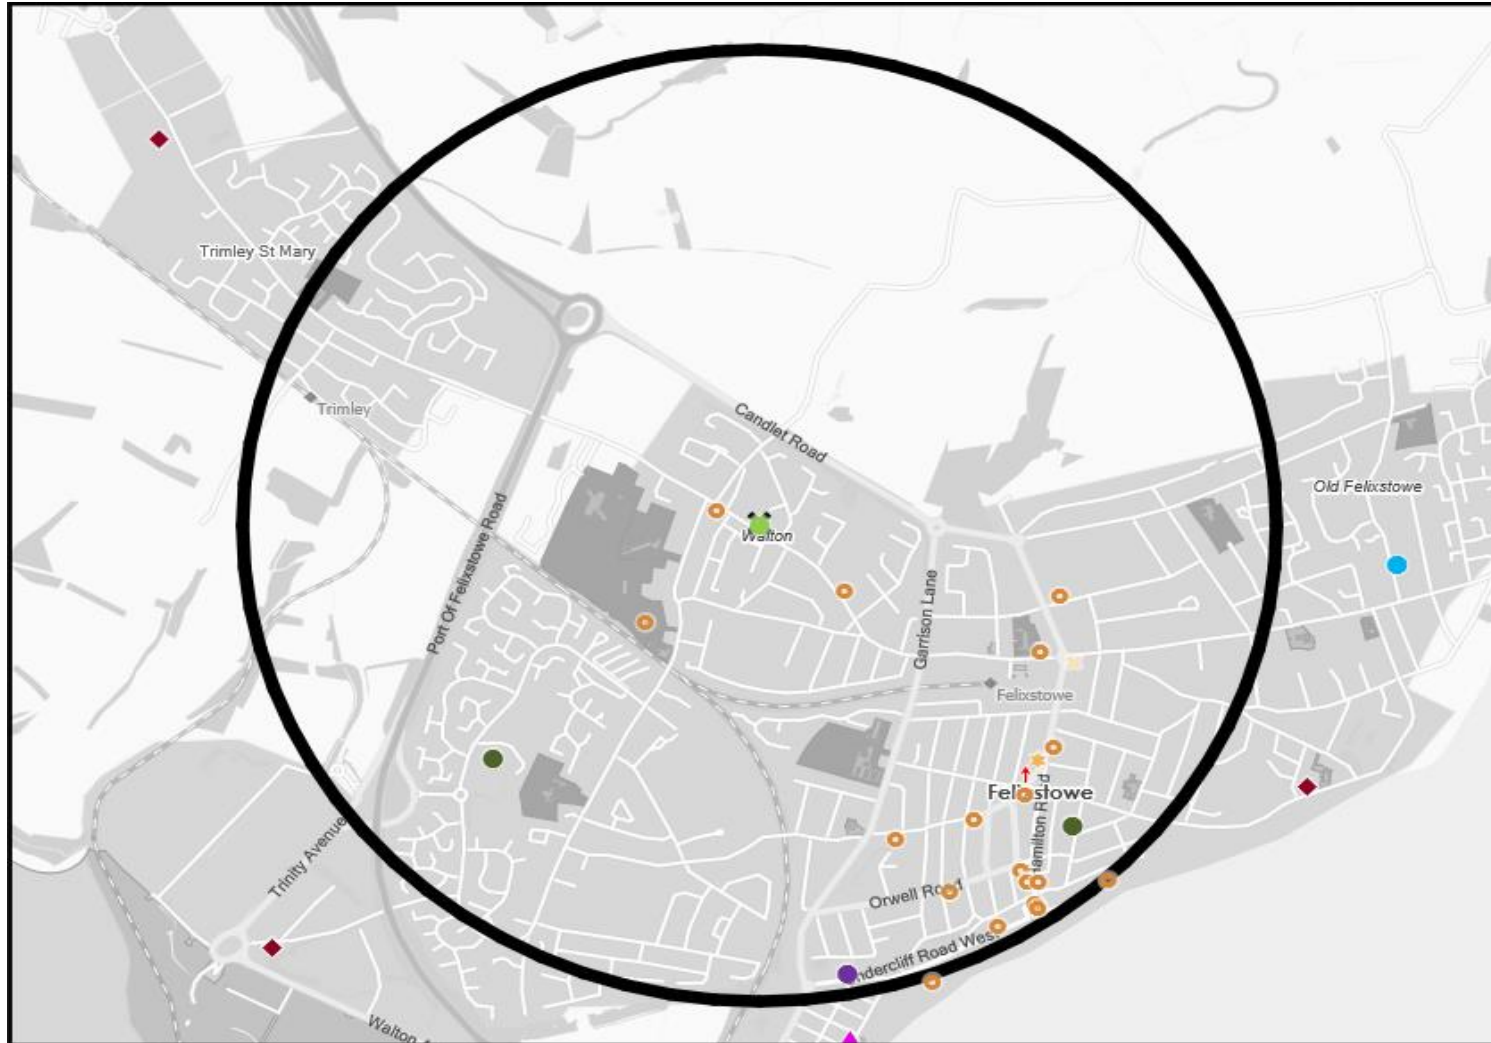 Trimley St Mary
Trimley
Candlet Road
Old Felixstowe
Port Of Felixstowe Road
Walton
Garrison Lane
Felixstowe
Felixstowe
Hamilton Road
Trinity Avenue
Orwell Road
Undercliff Road West
Walton